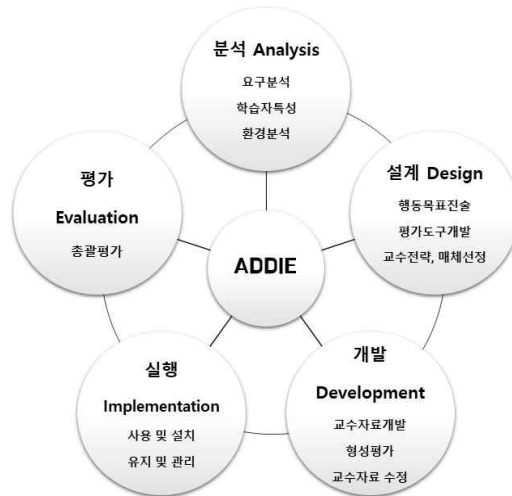 분석 Analysis
요구분석
학습자특성
환경분석
설계 Design
행동목표진술
평가도구개발
교수전략, 매체선정
개발
Development
교수자료개발
형성평가
교수자료 수정
실행
Implementation
사용 및 설치
유지 및 관리
평가
Evaluation
총괄평가
ADDIE